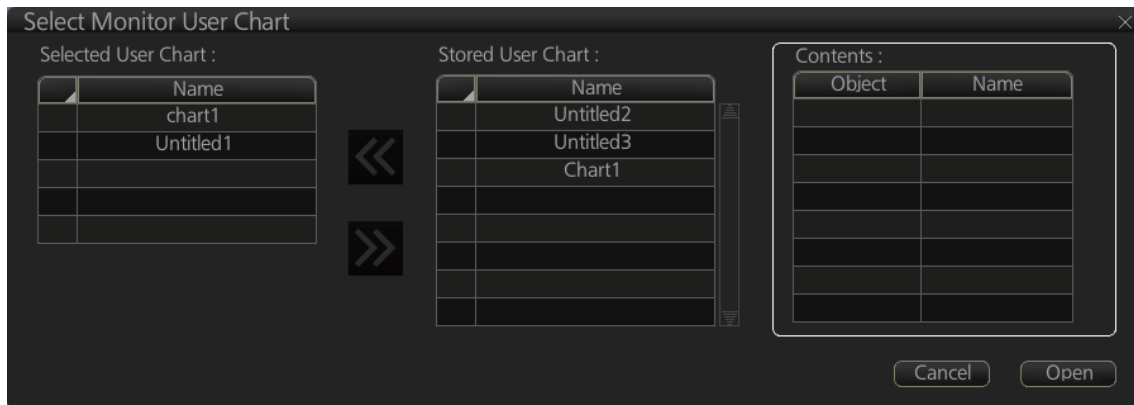 Select Monitor User Chart
Selected User Chart :
Name
chart1
Untitled1
Stored User Chart :
Name
Untitled2
Untitled3
Chart1
Contents :
Object Name
Cancel Open